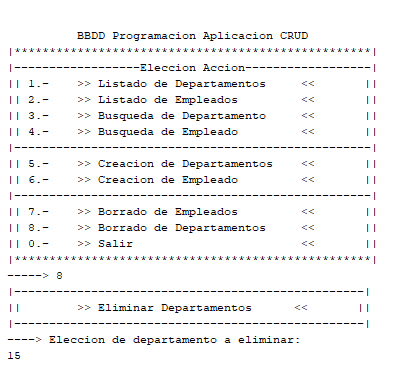 BBDD Programacion Aplicacion CRUD
|***************************************************|
|------------------Eleccion Accion------------------|
|| 1.-    >> Listado de Departamentos     <<       ||
|| 2.-    >> Listado de Empleados         <<       ||
|| 3.-    >> Busqueda de Departamento     <<       ||
|| 4.-    >> Busqueda de Empleado         <<       ||
|---------------------------------------------------|
|| 5.-    >> Creacion de Departamentos    <<       ||
|| 6.-    >> Creacion de Empleado         <<       ||
|---------------------------------------------------|
|| 7.-    >> Borrado de Empleados         <<       ||
|| 8.-    >> Borrado de Departamentos     <<       ||
|| 0.-    >> Salir                        <<       ||
|***************************************************|
-----> 8
|--------------------------------------------------|
||        >> Eliminar Departamentos      <<       ||
|--------------------------------------------------|
----> Eleccion de departamento a eliminar:
15